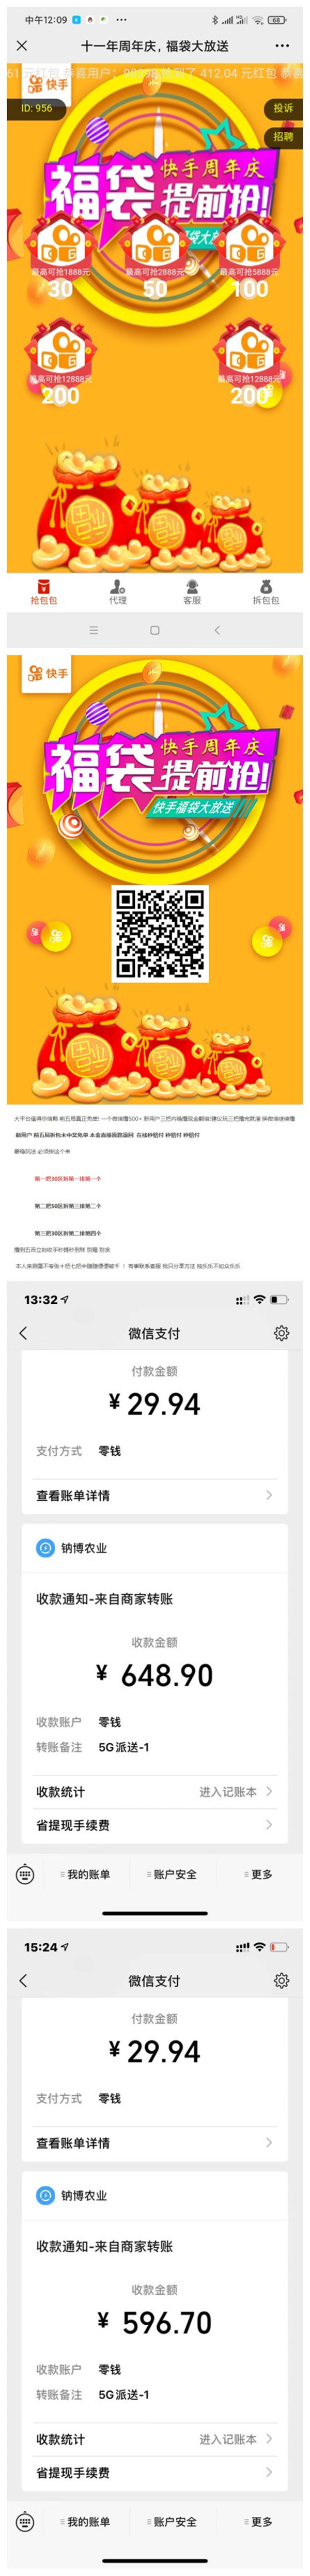 中午12:09
68
十一年周年庆，福袋大放送
61 元红包 恭喜用户：
抢到了 412.04 元红包 恭喜
快手
ID: 956
投诉
招聘
快手周年庆
福袋
提前抢!
最高可抢1888元
最高可抢2888元
最高可抢5888元
30
50
100
最高可抢12888元
最高可抢12888元
200
200
抢包包
代理
客服
拆包包
快手
快手周年庆
福袋
提前抢!
快手福袋大放送
最确玩法 必须按这个来
第一把30区拆第一排第一个
第二把50区拆第三排第二个
第三把30区拆第二排第四个
13:32
微信支付
付款金额
¥ 29.94
支付方式 零钱
查看账单详情
钠博农业
收款通知-来自商家转账
收款金额
¥ 648.90
收款账户 零钱
转账备注 5G派送-1
收款统计 进入记账本
省提现手续费
我的账单 账户安全 更多
15:24
微信支付
付款金额
¥ 29.94
支付方式 零钱
查看账单详情
钠博农业
收款通知-来自商家转账
收款金额
¥ 596.70
收款账户 零钱
转账备注 5G派送-1
收款统计 进入记账本
省提现手续费
我的账单 账户安全 更多